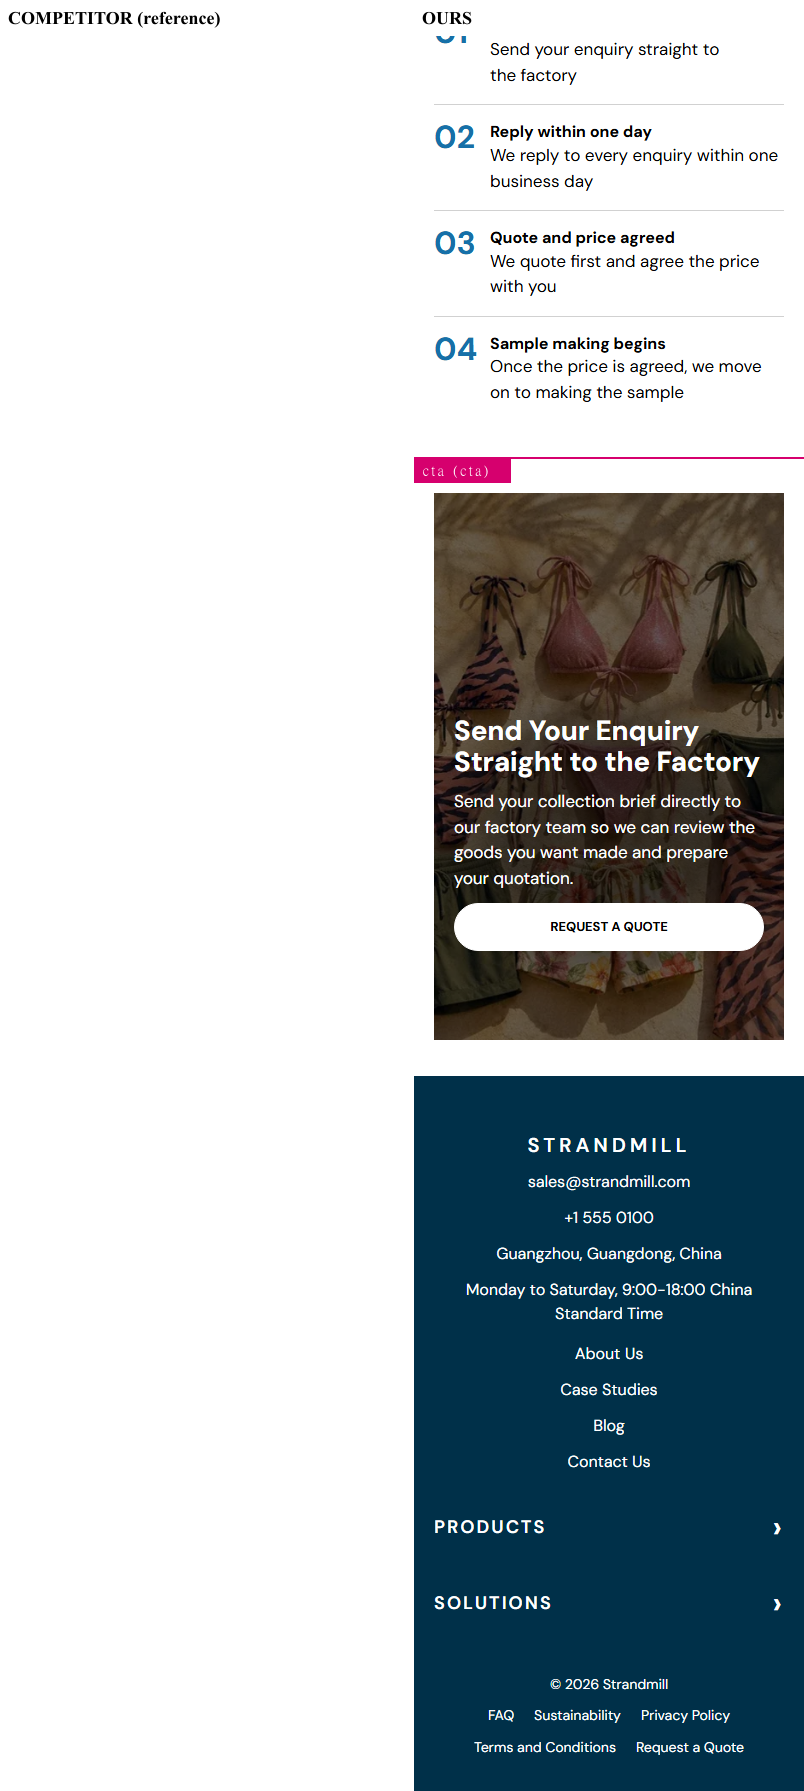 COMPETITOR (reference)
OURS
01
Send your enquiry straight to
the factory
02
Reply within one day
We reply to every enquiry within one
business day
03
Quote and price agreed
We quote first and agree the price
with you
04
Sample making begins
Once the price is agreed, we move
on to making the sample
cta (cta)
Send Your Enquiry
Straight to the Factory
Send your collection brief directly to
our factory team so we can review the
goods you want made and prepare
your quotation.
REQUEST A QUOTE
STRANDMILL
sales@strandmill.com
+1 555 0100
Guangzhou, Guangdong, China
Monday to Saturday, 9:00-18:00 China
Standard Time
About Us
Case Studies
Blog
Contact Us
PRODUCTS
SOLUTIONS
© 2026 Strandmill
FAQ Sustainability Privacy Policy
Terms and Conditions Request a Quote